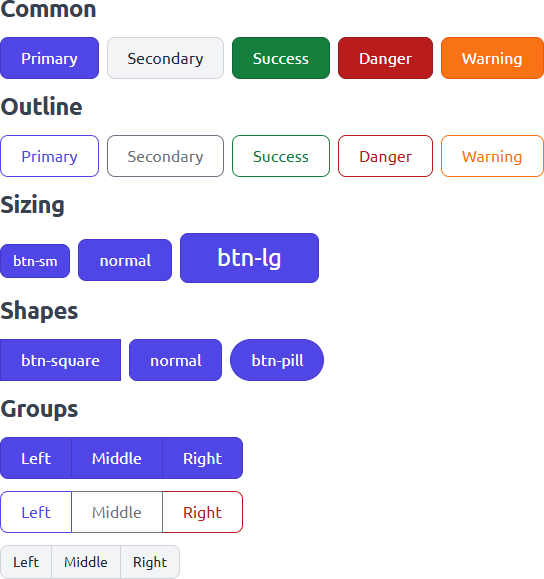 Common
Primary Secondary Success Danger Warning
Outline
Primary Secondary Success Danger Warning
Sizing
btn-sm normal btn-lg
Shapes
btn-square normal btn-pill
Groups
Left Middle Right
Left Middle Right
Left Middle Right